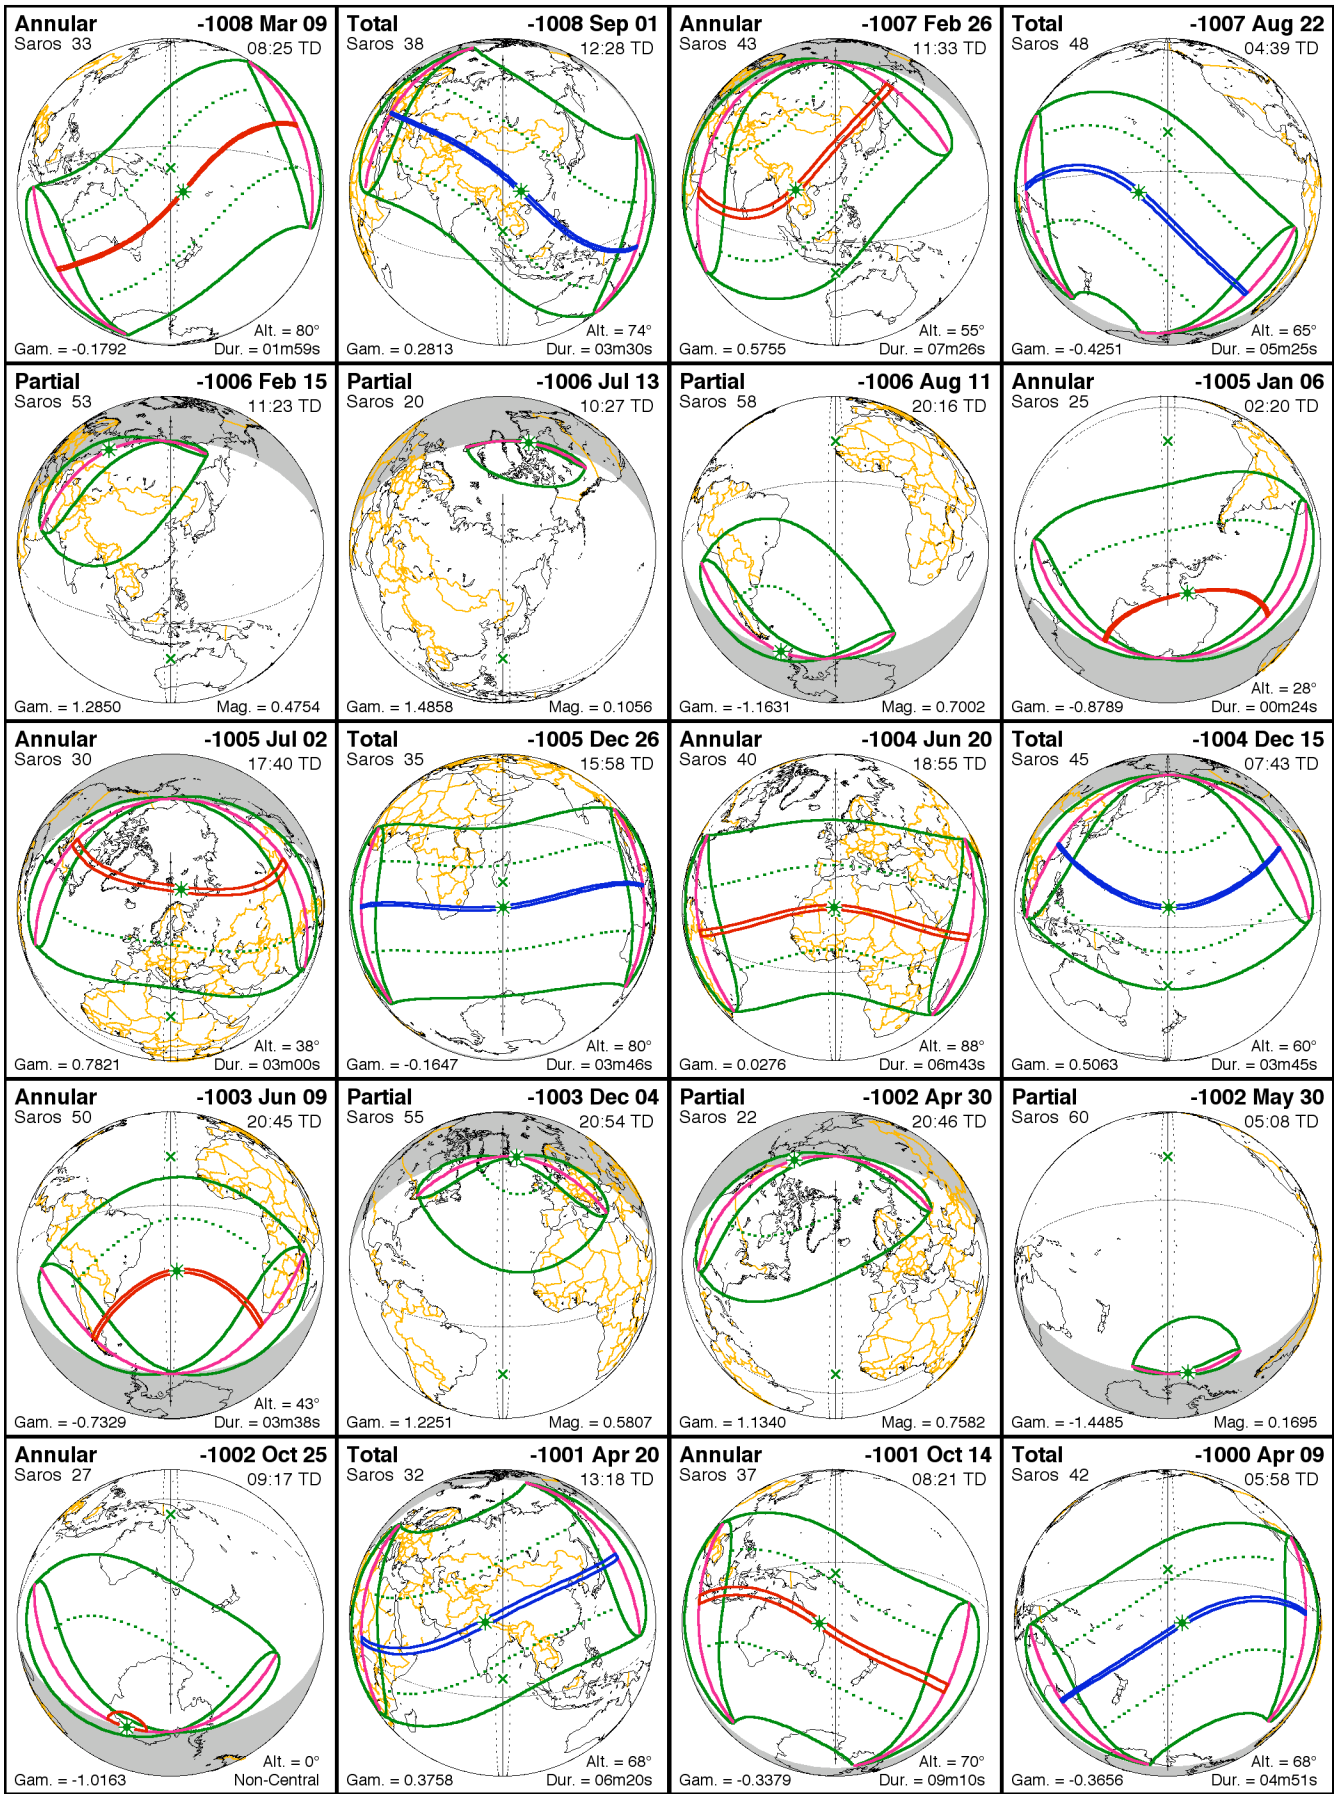 Annular -1008 Mar 09
Saros 33 08:25 TD
Alt. = 80°
Gam. = -0.1792 Dur. = 01m59s
Total -1008 Sep 01
Saros 38 12:28 TD
Alt. = 74°
Gam. = 0.2813 Dur. = 03m30s
Annular -1007 Feb 26
Saros 43 11:33 TD
Alt. = 55°
Gam. = 0.5755 Dur. = 07m26s
Total -1007 Aug 22
Saros 48 04:39 TD
Alt. = 65°
Gam. = -0.4251 Dur. = 05m25s
Partial -1006 Feb 15
Saros 53 11:23 TD
Gam. = 1.2850 Mag. = 0.4754
Partial -1006 Jul 13
Saros 20 10:27 TD
Gam. = 1.4858 Mag. = 0.1056
Partial -1006 Aug 11
Saros 58 20:16 TD
Gam. = -1.1631 Mag. = 0.7002
Annular -1005 Jan 06
Saros 25 02:20 TD
Alt. = 28°
Gam. = -0.8789 Dur. = 00m24s
Annular -1005 Jul 02
Saros 30 17:40 TD
Alt. = 38°
Gam. = 0.7821 Dur. = 03m00s
Total -1005 Dec 26
Saros 35 15:58 TD
Alt. = 80°
Gam. = -0.1647 Dur. = 03m46s
Annular -1004 Jun 20
Saros 40 18:55 TD
Alt. = 88°
Gam. = 0.0276 Dur. = 06m43s
Total -1004 Dec 15
Saros 45 07:43 TD
Alt. = 60°
Gam. = 0.5063 Dur. = 03m45s
Annular -1003 Jun 09
Saros 50 20:45 TD
Alt. = 43°
Gam. = -0.7329 Dur. = 03m38s
Partial -1003 Dec 04
Saros 55 20:54 TD
Gam. = 1.2251 Mag. = 0.5807
Partial -1002 Apr 30
Saros 22 20:46 TD
Gam. = 1.1340 Mag. = 0.7582
Partial -1002 May 30
Saros 60 05:08 TD
Gam. = -1.4485 Mag. = 0.1695
Annular -1002 Oct 25
Saros 27 09:17 TD
Alt. = 0°
Gam. = -1.0163 Non-Central
Total -1001 Apr 20
Saros 32 13:18 TD
Alt. = 68°
Gam. = 0.3758 Dur. = 06m20s
Annular -1001 Oct 14
Saros 37 08:21 TD
Alt. = 70°
Gam. = -0.3379 Dur. = 09m10s
Total -1000 Apr 09
Saros 42 05:58 TD
Alt. = 68°
Gam. = -0.3656 Dur. = 04m51s